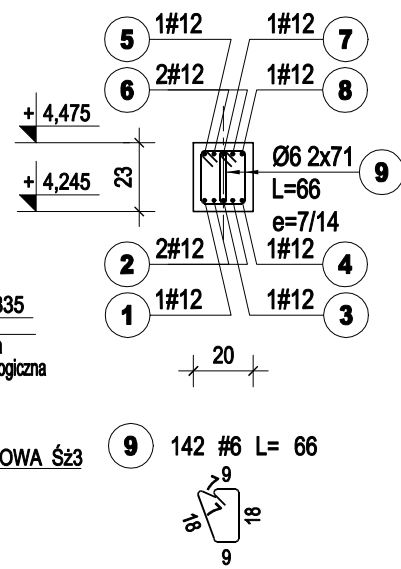 5 1#12 1#12 7
6 2#12 1#12 8
+ 4,475
23
Ø6 2x71
L=66
e=7/14
9
+ 4,245
2 2#12 1#12 4
1 1#12 1#12 3
335
20
ogiczna
OWA Śż3
9 142 #6 L= 66
9
7
7
18
18
9